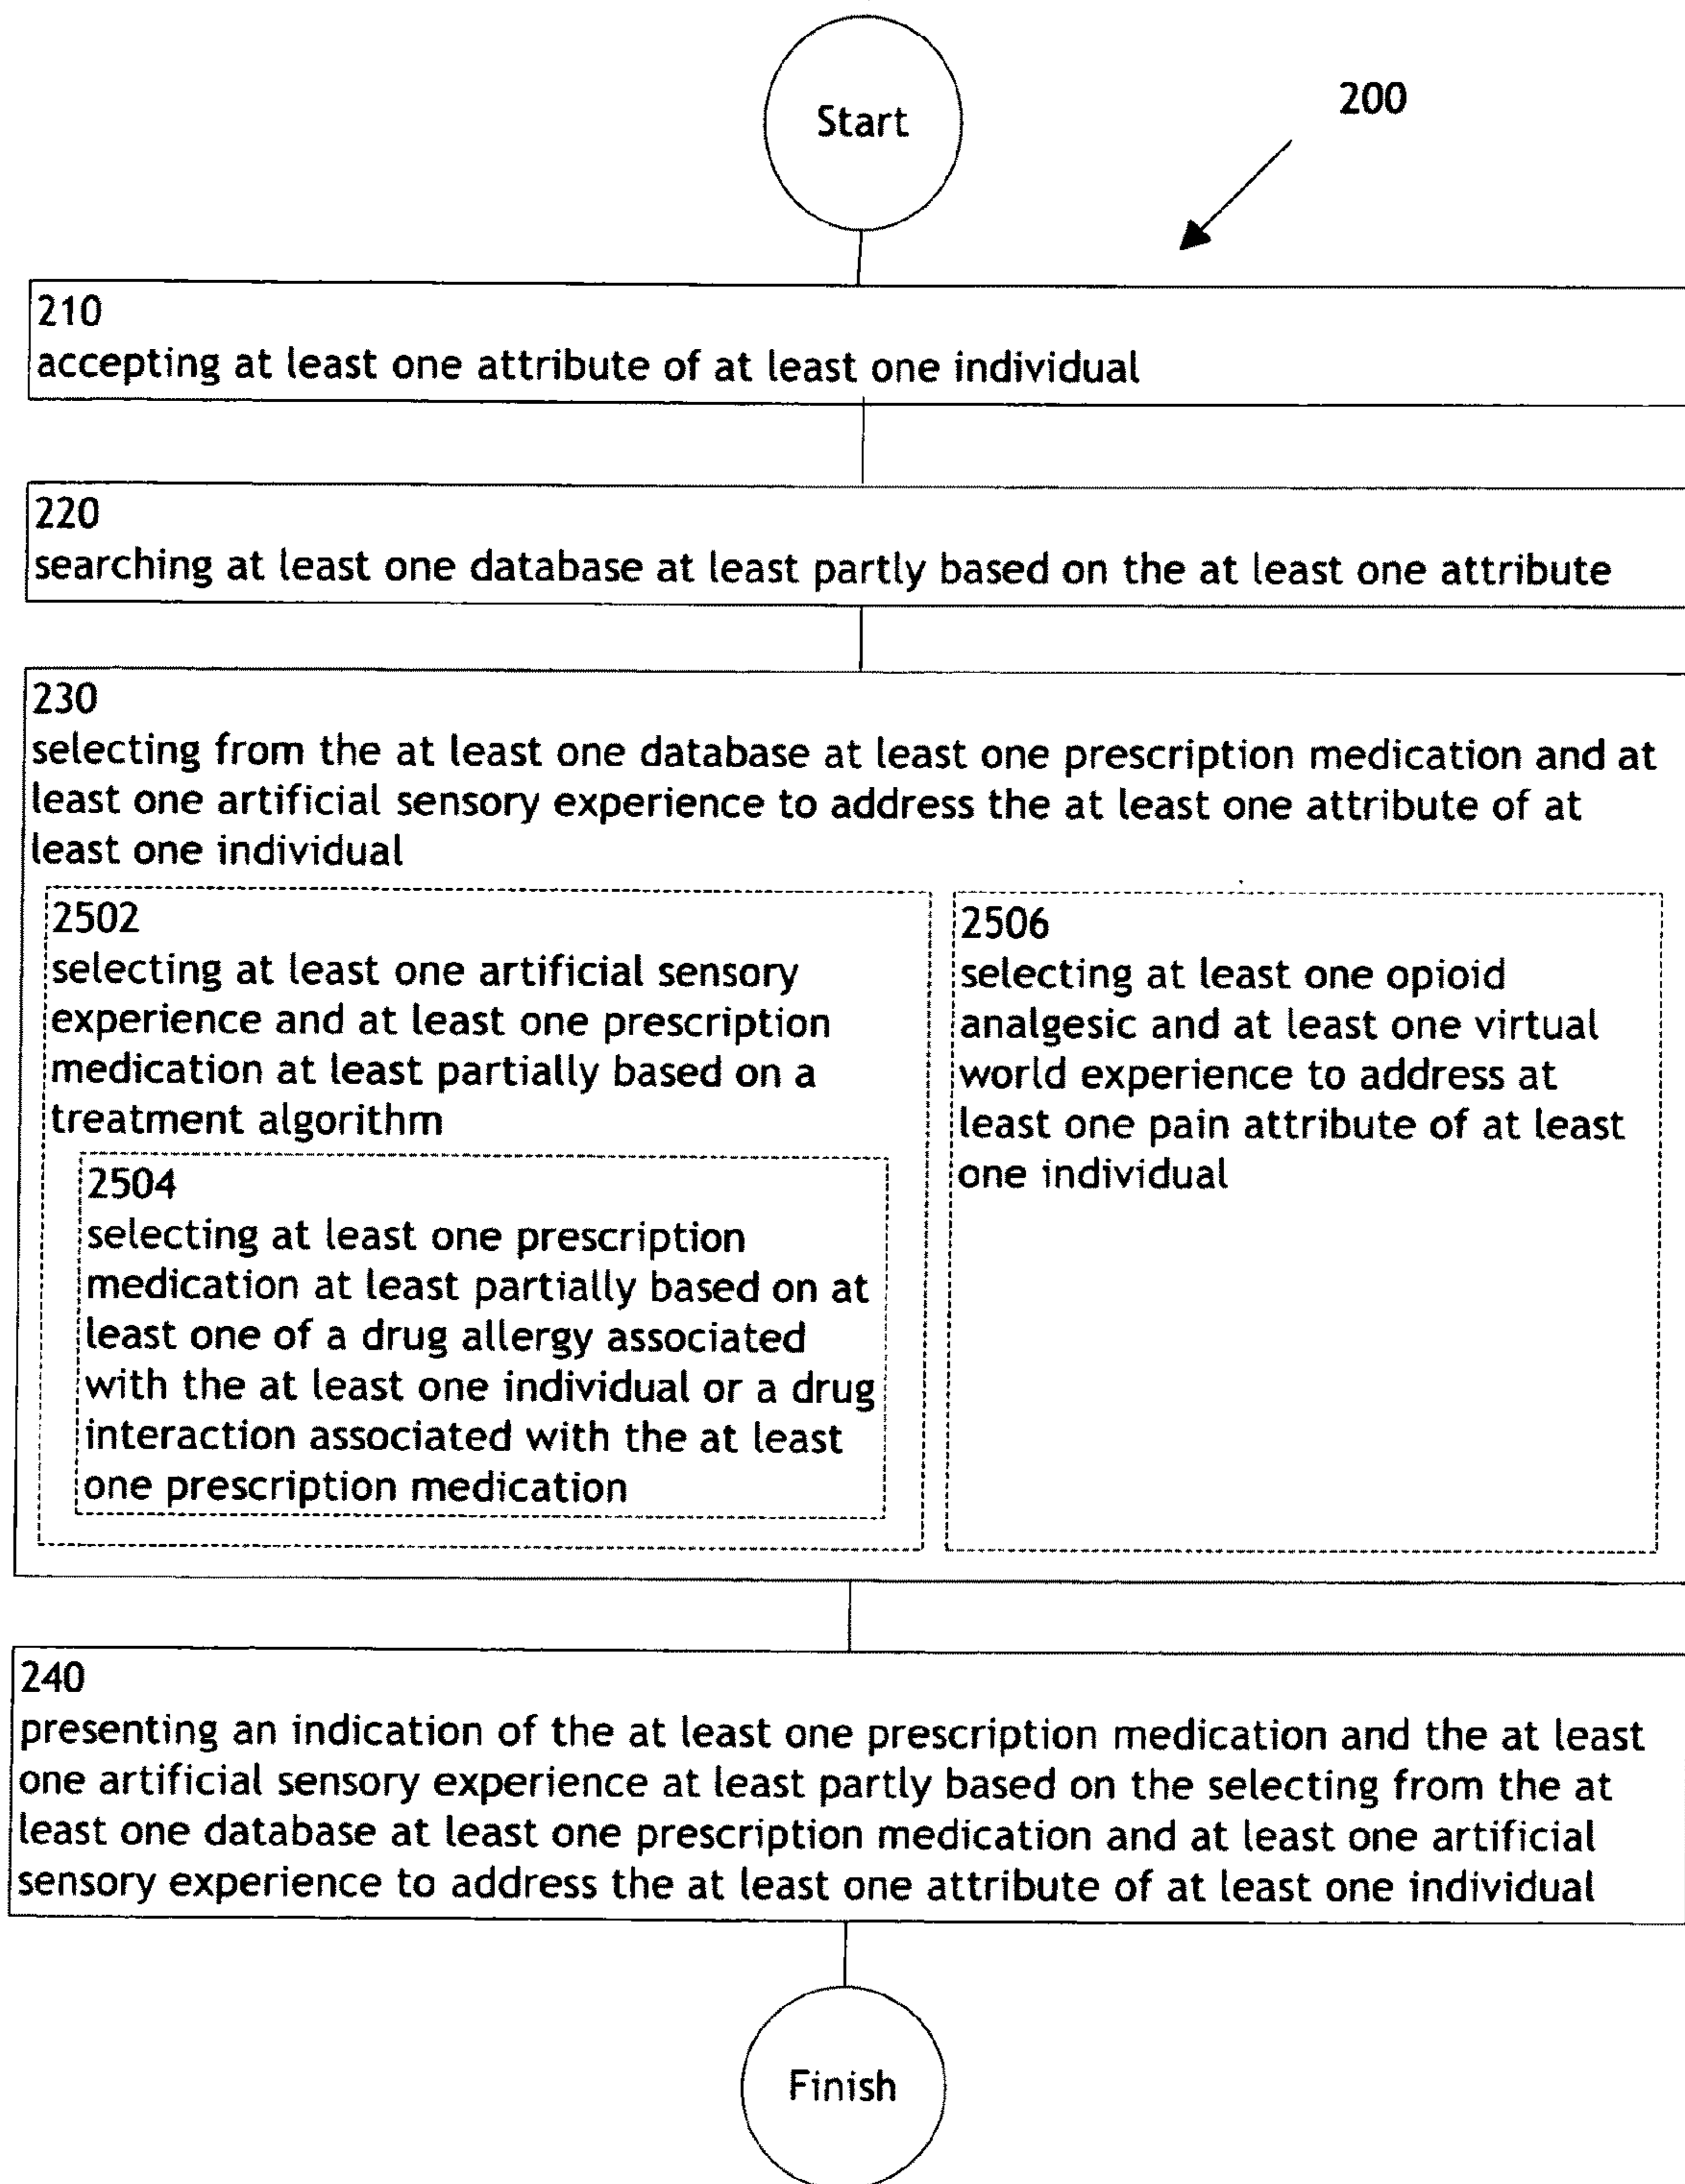 Start
200
210
accepting at least one attribute of at least one individual
220
searching at least one database at least partly based on the at least one attribute
230
selecting from the at least one database at least one prescription medication and at
least one artificial sensory experience to address the at least one attribute of at
least one individual
2502
selecting at least one artificial sensory
experience and at least one prescription
medication at least partially based on a
treatment algorithm
2504
selecting at least one prescription
medication at least partially based on at
least one of a drug allergy associated
with the at least one individual or a drug
interaction associated with the at least
one prescription medication
2506
selecting at least one opioid
analgesic and at least one virtual
world experience to address at
least one pain attribute of at least
one individual
240
presenting an indication of the at least one prescription medication and the at least
one artificial sensory experience at least partly based on the selecting from the at
least one database at least one prescription medication and at least one artificial
sensory experience to address the at least one attribute of at least one individual
Finish